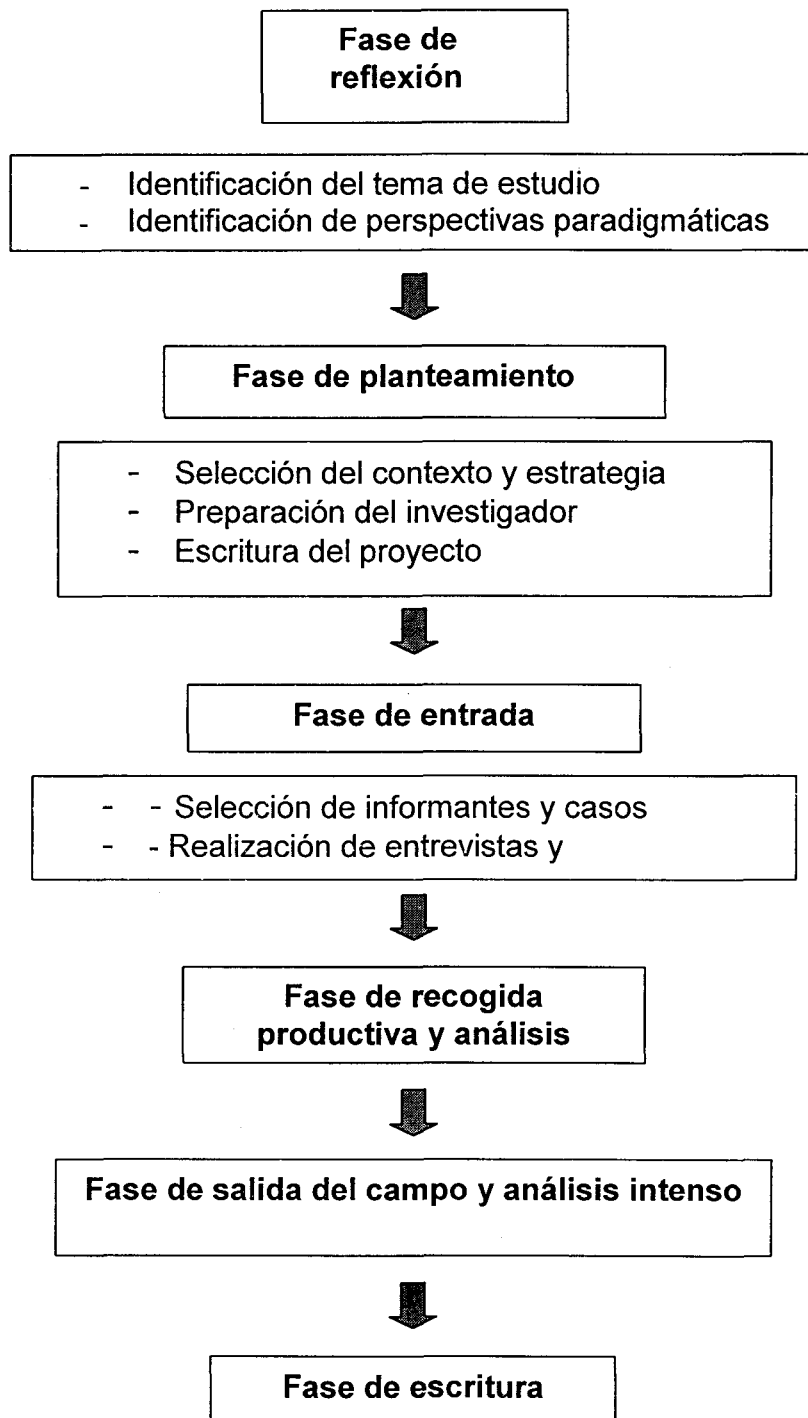 Fase de
reflexión
- Identificación del tema de estudio
- Identificación de perspectivas paradigmáticas
Fase de planteamiento
- Selección del contexto y estrategia
- Preparación del investigador
- Escritura del proyecto
Fase de entrada
- - Selección de informantes y casos
- - Realización de entrevistas y
Fase de recogida
productiva y análisis
Fase de salida del campo y análisis intenso
Fase de escritura